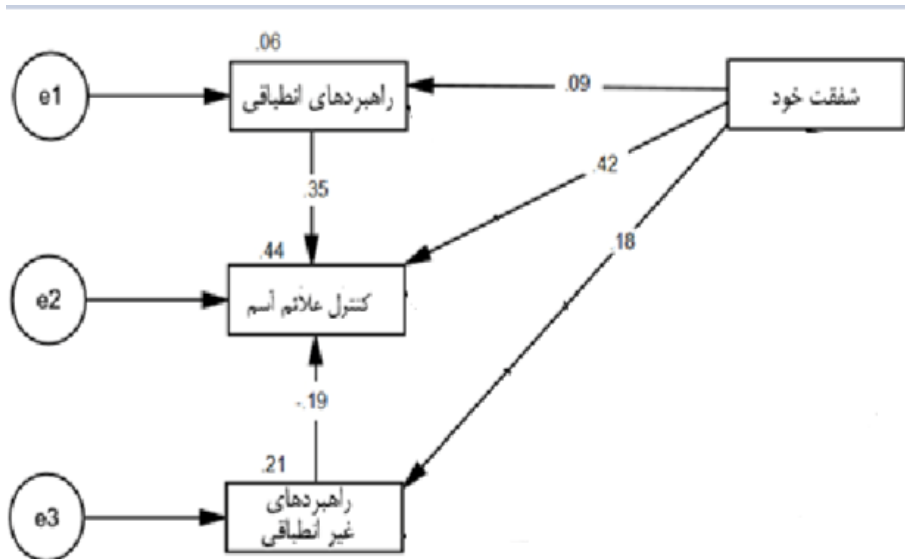 .06
e1
راهبردهای انطباقی
.09
شفقت خود
.35
.42
.44
.18
e2
کنترل علائم آسم
-.19
.21
e3
راهبردهای
غیر انطباقی